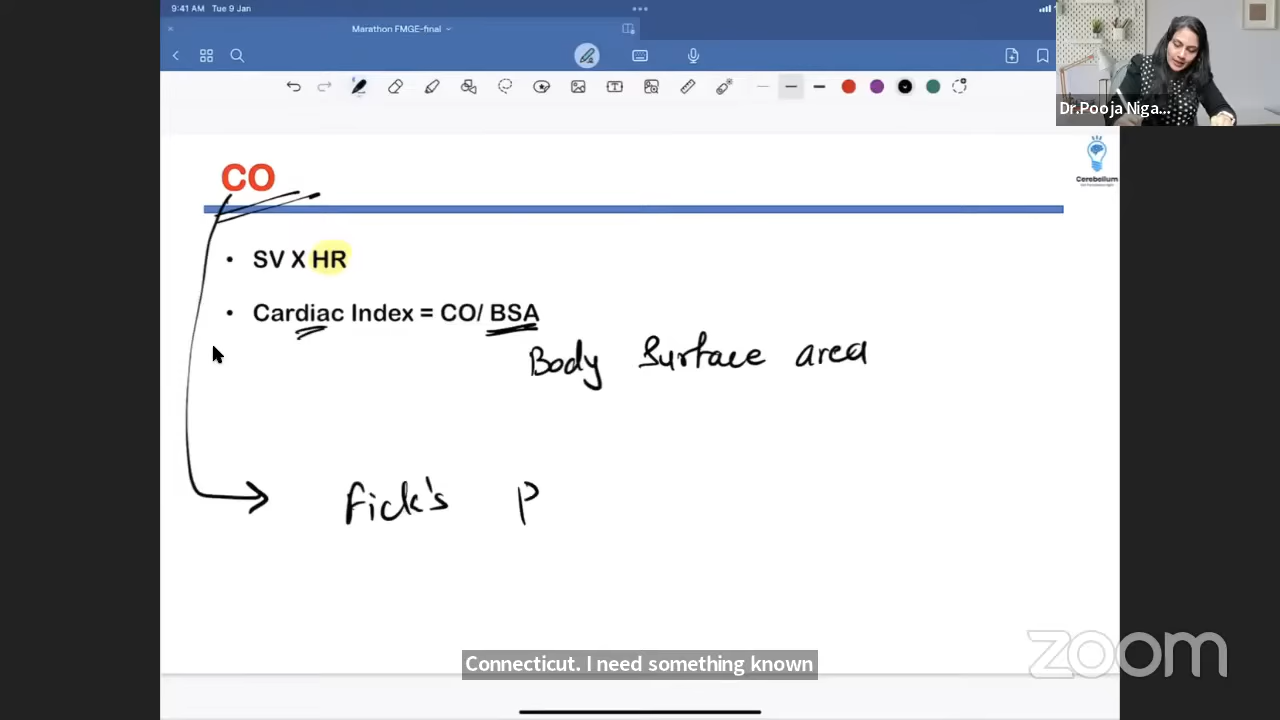 9:41 AM Tue 9 Jan
Marathon FMGE-final
Dr.Pooja Niga...
Cerebellum
CO
• SV X HR
• Cardiac Index = CO/ BSA
Body Surface area
Fick's P
Connecticut. I need something known
zoom